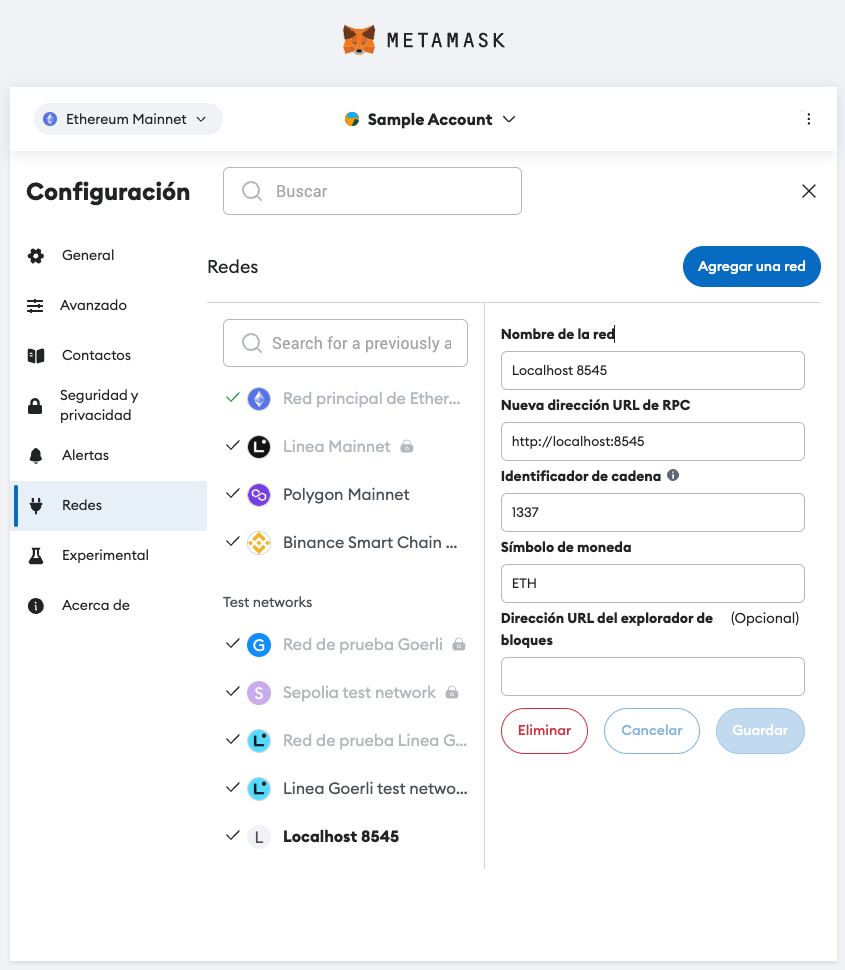 METAMASK
Ethereum Mainnet
Sample Account
Configuración
Buscar
General
Avanzado
Contactos
Seguridad y
privacidad
Alertas
Redes
Experimental
Acerca de
Redes
Agregar una red
Search for a previously a
Red principal de Ether...
Linea Mainnet
Polygon Mainnet
Binance Smart Chain ...
Test networks
G Red de prueba Goerli
S Sepolia test network
L Red de prueba Linea G...
L Linea Goerli test netwo...
L Localhost 8545
Nombre de la red
Localhost 8545
Nueva dirección URL de RPC
http://localhost:8545
Identificador de cadena
1337
Símbolo de moneda
ETH
Dirección URL del explorador de (Opcional)
bloques
Eliminar
Cancelar
Guardar